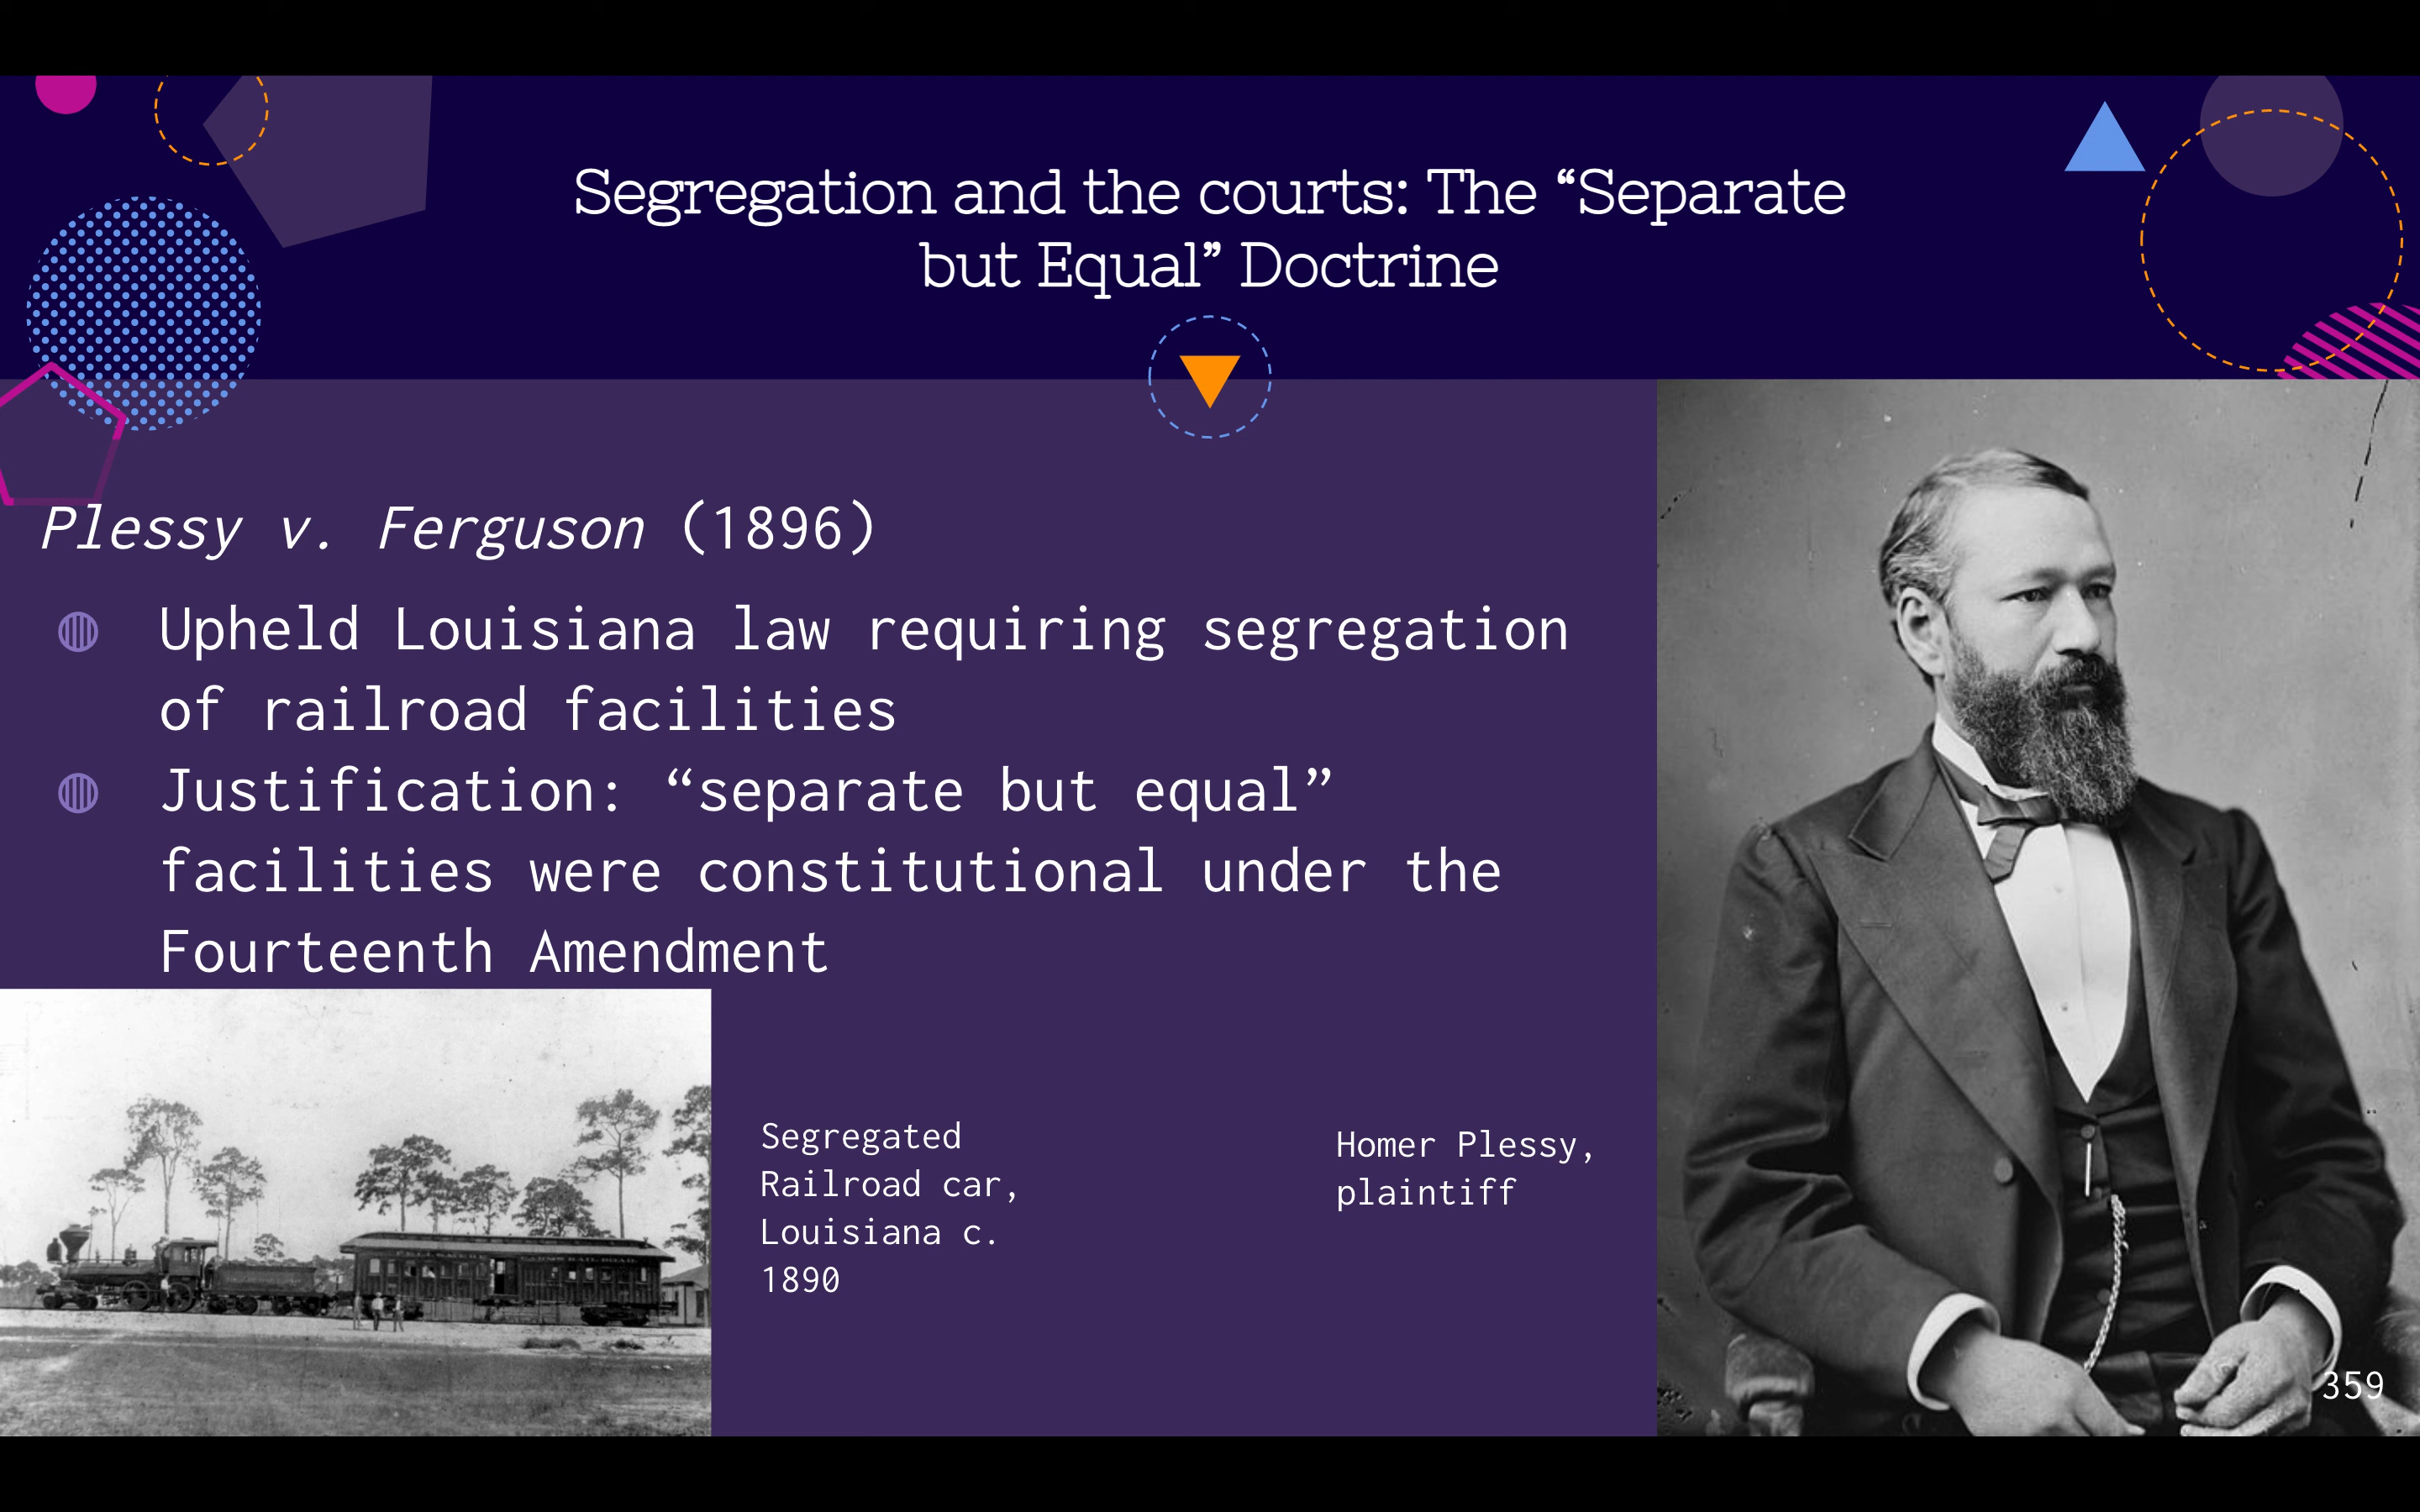 Segregation and the courts: The “Separate
but Equal” Doctrine
Plessy v. Ferguson (1896)
Upheld Louisiana law requiring segregation
of railroad facilities
Justification: “separate but equal”
facilities were constitutional under the
Fourteenth Amendment
Segregated
Railroad car,
Louisiana c.
1890
Homer Plessy,
plaintiff
359